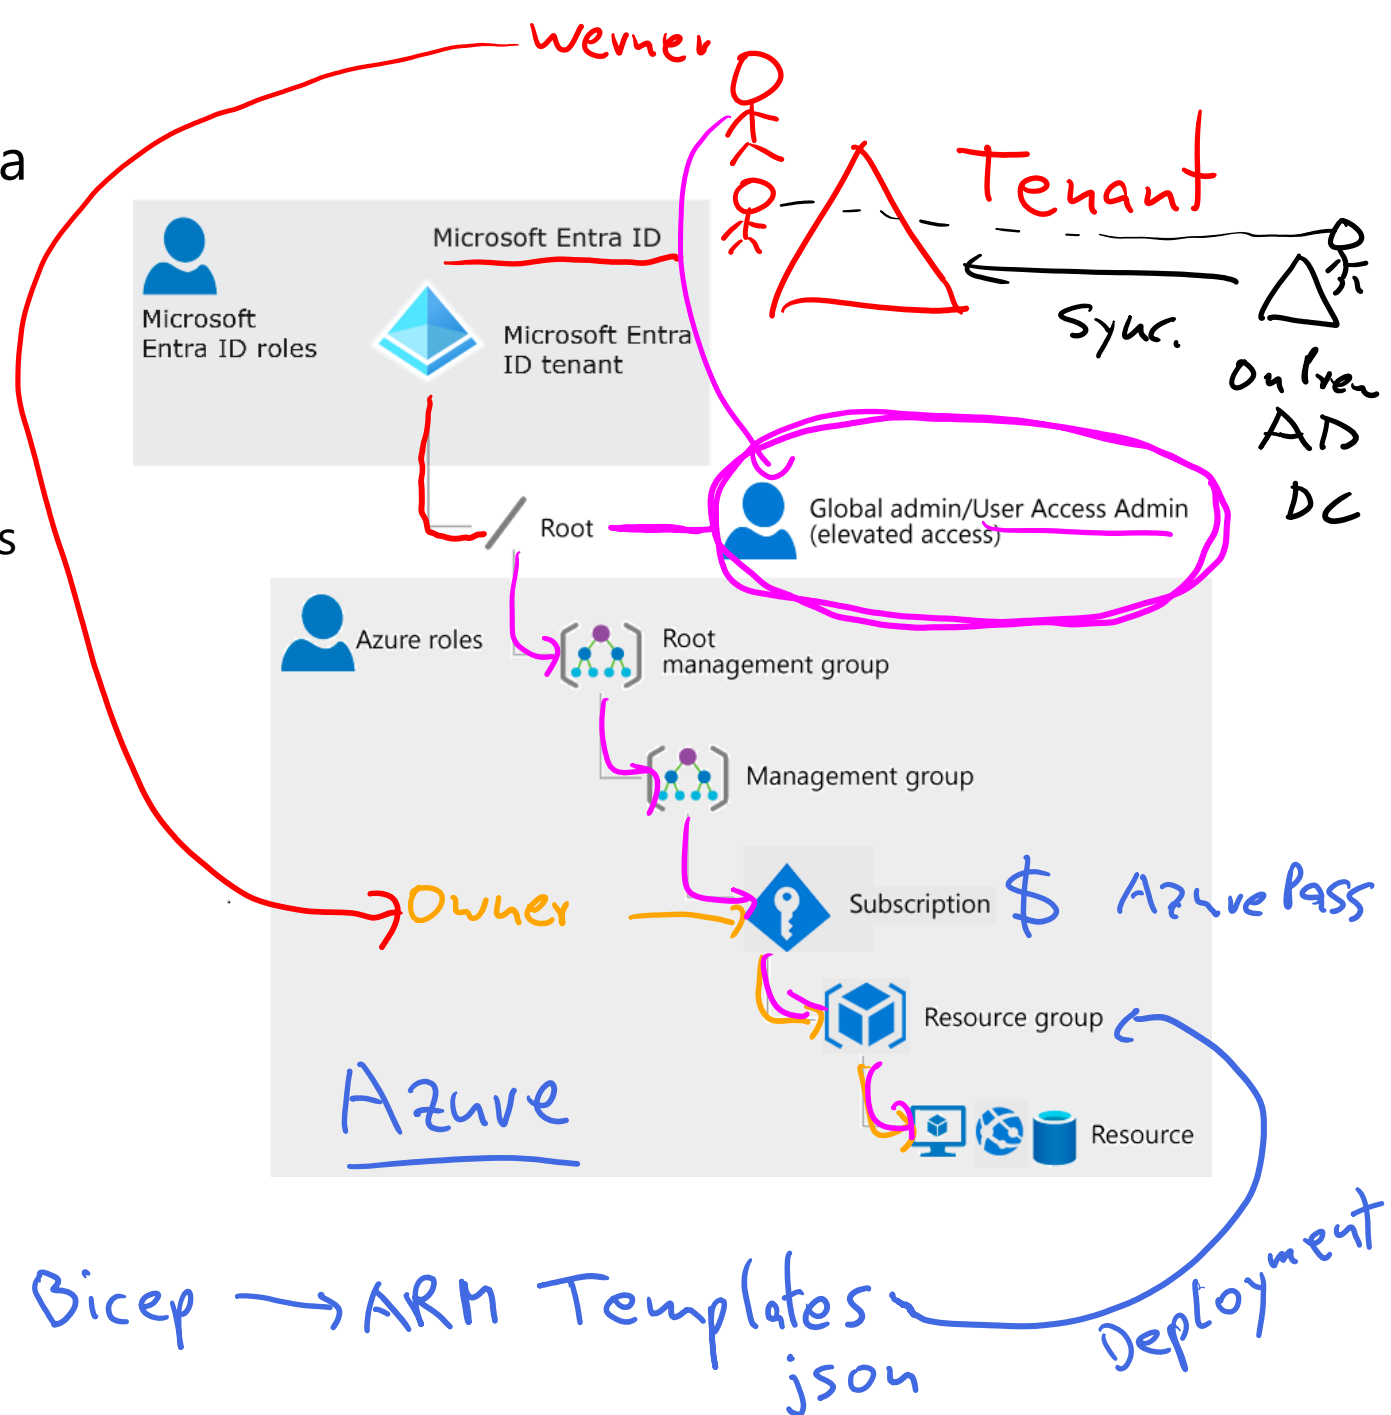 Werner
a
Tenant
Microsoft Entra ID
Microsoft
Entra ID roles
Microsoft Entra
ID tenant
Sync.
On Prem
AD
DC
s
Root
Global admin/User Access Admin
(elevated access)
Azure roles
Root
management group
Management group
Owner
Subscription
$ Azure Pass
Resource group
Azure
Resource
Bicep → ARM Templates
json
Deployment